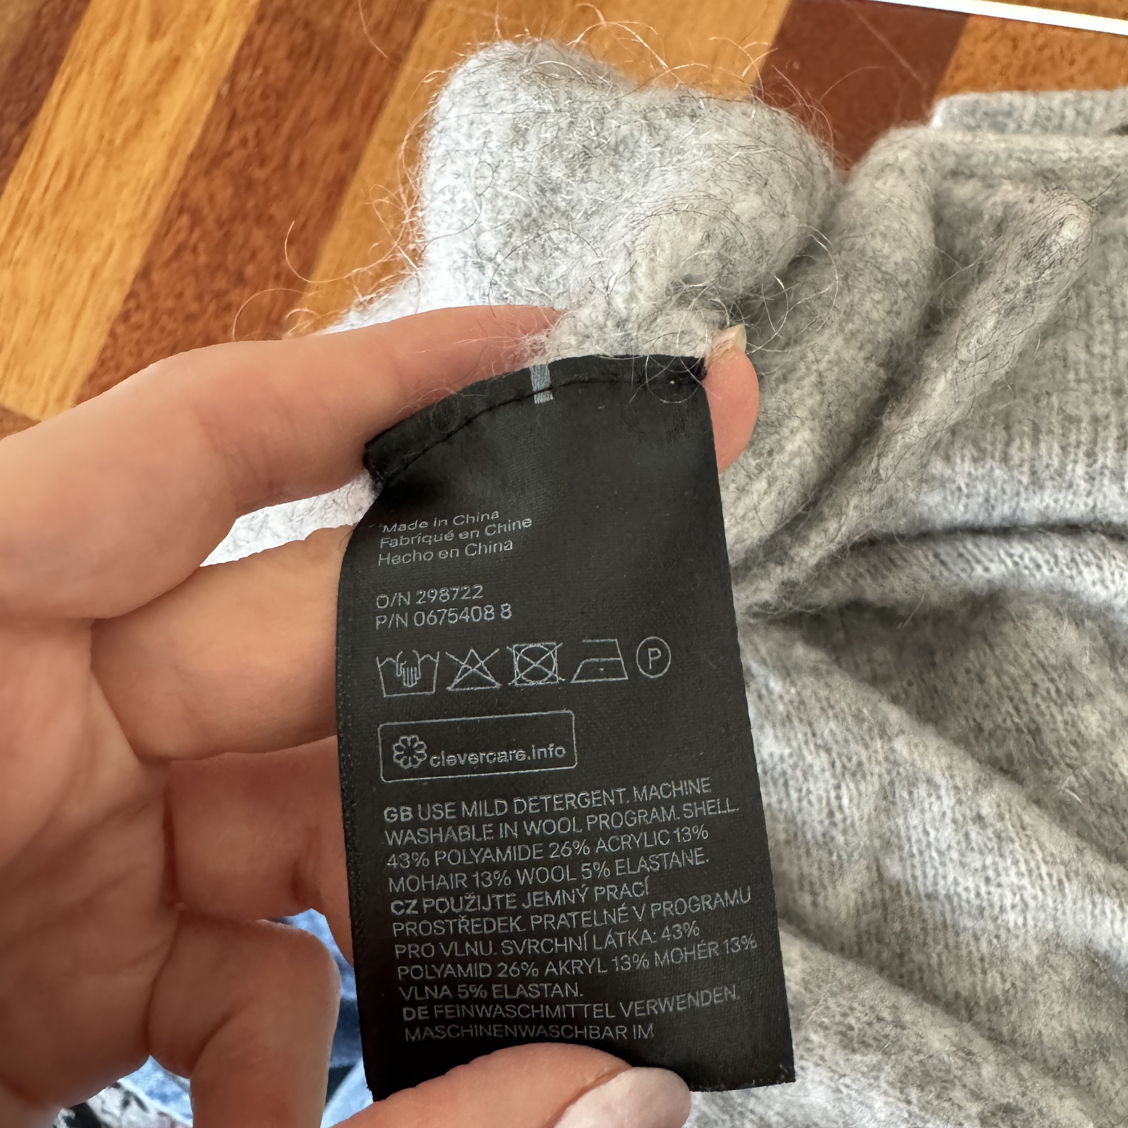 Made in China
Fabriqué en Chine
Hecho en China
O/N 298722
P/N 0675408 8
P
clevercare.info
GB USE MILD DETERGENT. MACHINE
WASHABLE IN WOOL PROGRAM. SHELL:
43% POLYAMIDE 26% ACRYLIC 13%
MOHAIR 13% WOOL 5% ELASTANE.
CZ POUŽIJTE JEMNÝ PRACÍ
PROSTŘEDEK. PRATELNÉ V PROGRAMU
PRO VLNU. SVRCHNÍ LÁTKA: 43%
POLYAMID 26% AKRYL 13% MOHÉR 13%
VLNA 5% ELASTAN.
DE FEINWASCHMITTEL VERWENDEN.
MASCHINENWASCHBAR IM